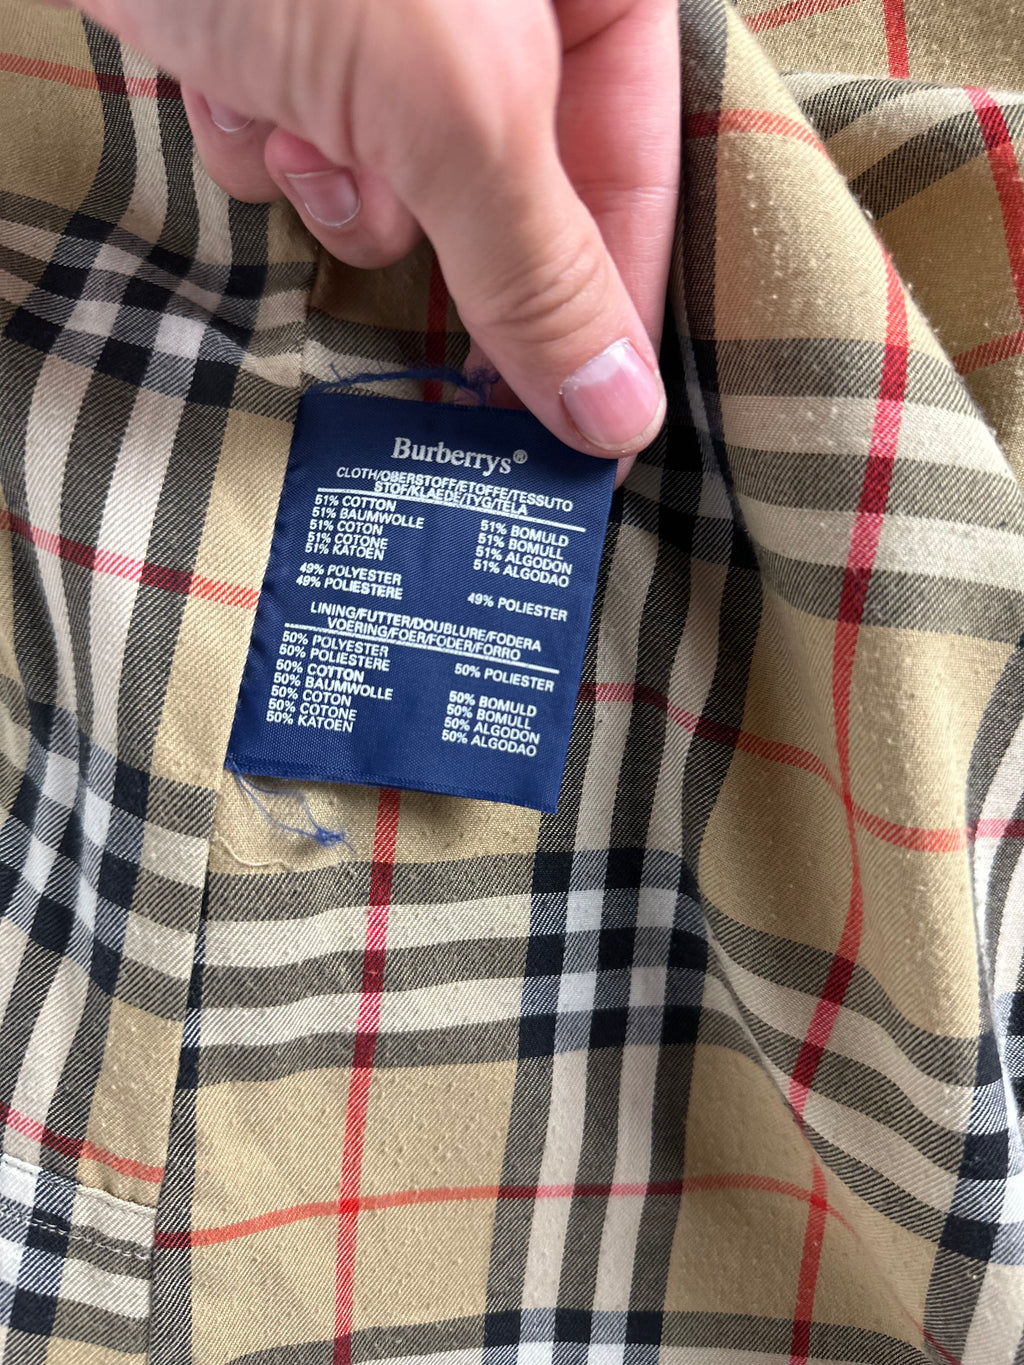 Burberrys®
CLOTH/OBERSTOFF/ETOFFE/TESSUTO
STOF/KLAEDE/TYG/TELA
51% COTTON
51% BAUMWOLLE
51% COTON
51% COTONE
51% KATOEN
51% BOMULD
51% BOMULL
51% ALGODON
51% ALGODAO
49% POLYESTER
49% POLIESTERE
49% POLIESTER
LINING/FUTTER/DOUBLURE/FODERA
VOERING/FOER/FODER/FORRO
50% POLYESTER
50% POLIESTERE
50% POLIESTER
50% COTTON
50% BAUMWOLLE
50% COTON
50% COTONE
50% KATOEN
50% BOMULD
50% BOMULL
50% ALGODON
50% ALGODAO